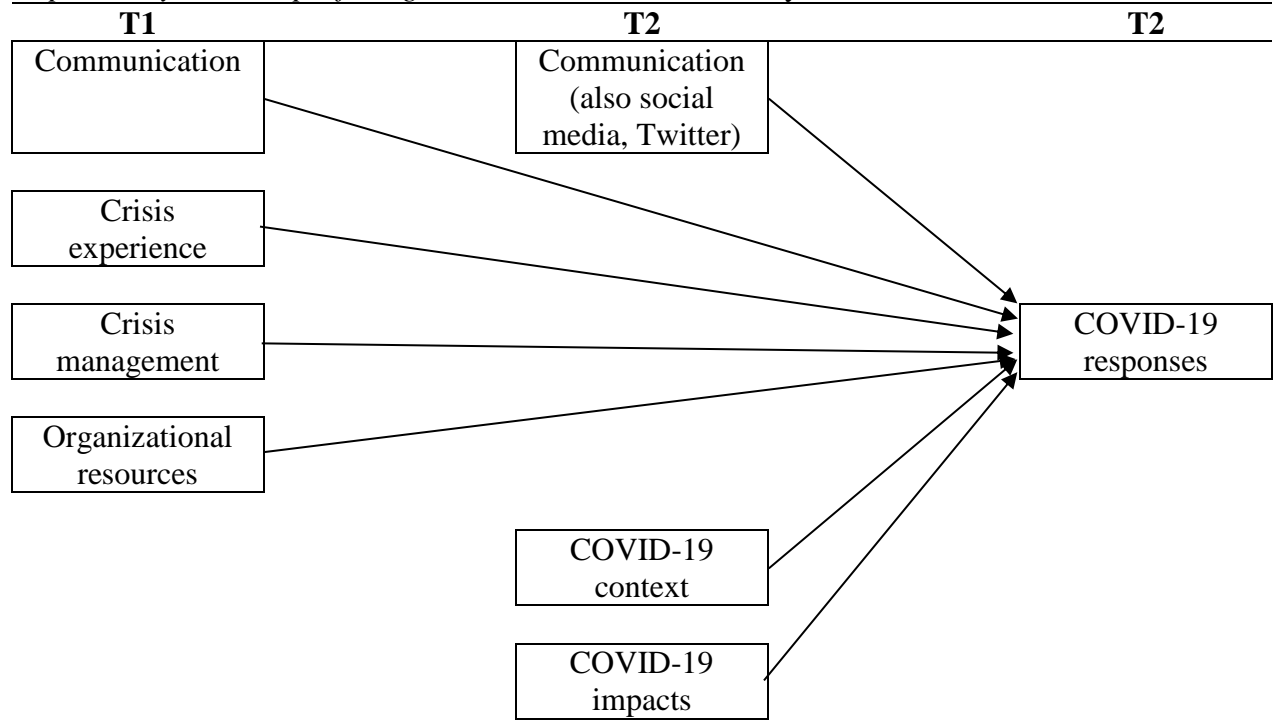 T1 T2 T2
Communication
Communication
(also social
media, Twitter)
Crisis
experience
Crisis
management
COVID-19
responses
Organizational
resources
COVID-19
context
COVID-19
impacts